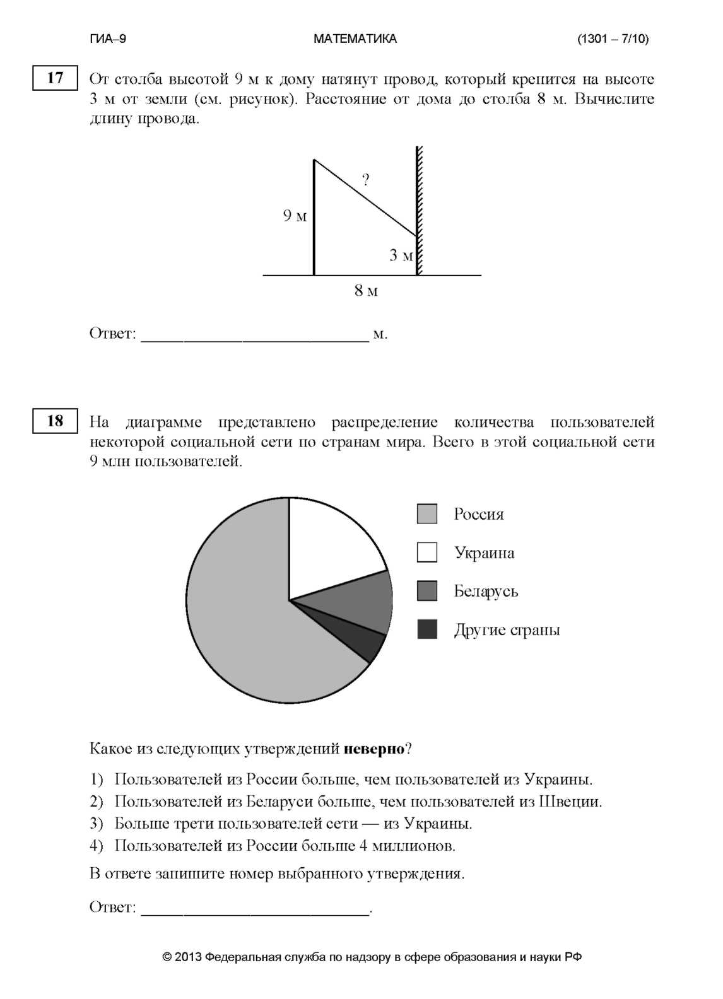 ГИА–9 МАТЕМАТИКА (1301 – 7/10)
17 От столба высотой 9 м к дому натянут провод, который крепится на высоте
3 м от земли (см. рисунок). Расстояние от дома до столба 8 м. Вычислите
длину провода.
?
9 м
3 м
8 м
Ответ: ___________________________ м.
18 На диаграмме представлено распределение количества пользователей
некоторой социальной сети по странам мира. Всего в этой социальной сети
9 млн пользователей.
Россия
Украина
Беларусь
Другие страны
Какое из следующих утверждений неверно?
1) Пользователей из России больше, чем пользователей из Украины.
2) Пользователей из Беларуси больше, чем пользователей из Швеции.
3) Больше трети пользователей сети — из Украины.
4) Пользователей из России больше 4 миллионов.
В ответе запишите номер выбранного утверждения.
Ответ: ___________________________.
© 2013 Федеральная служба по надзору в сфере образования и науки РФ